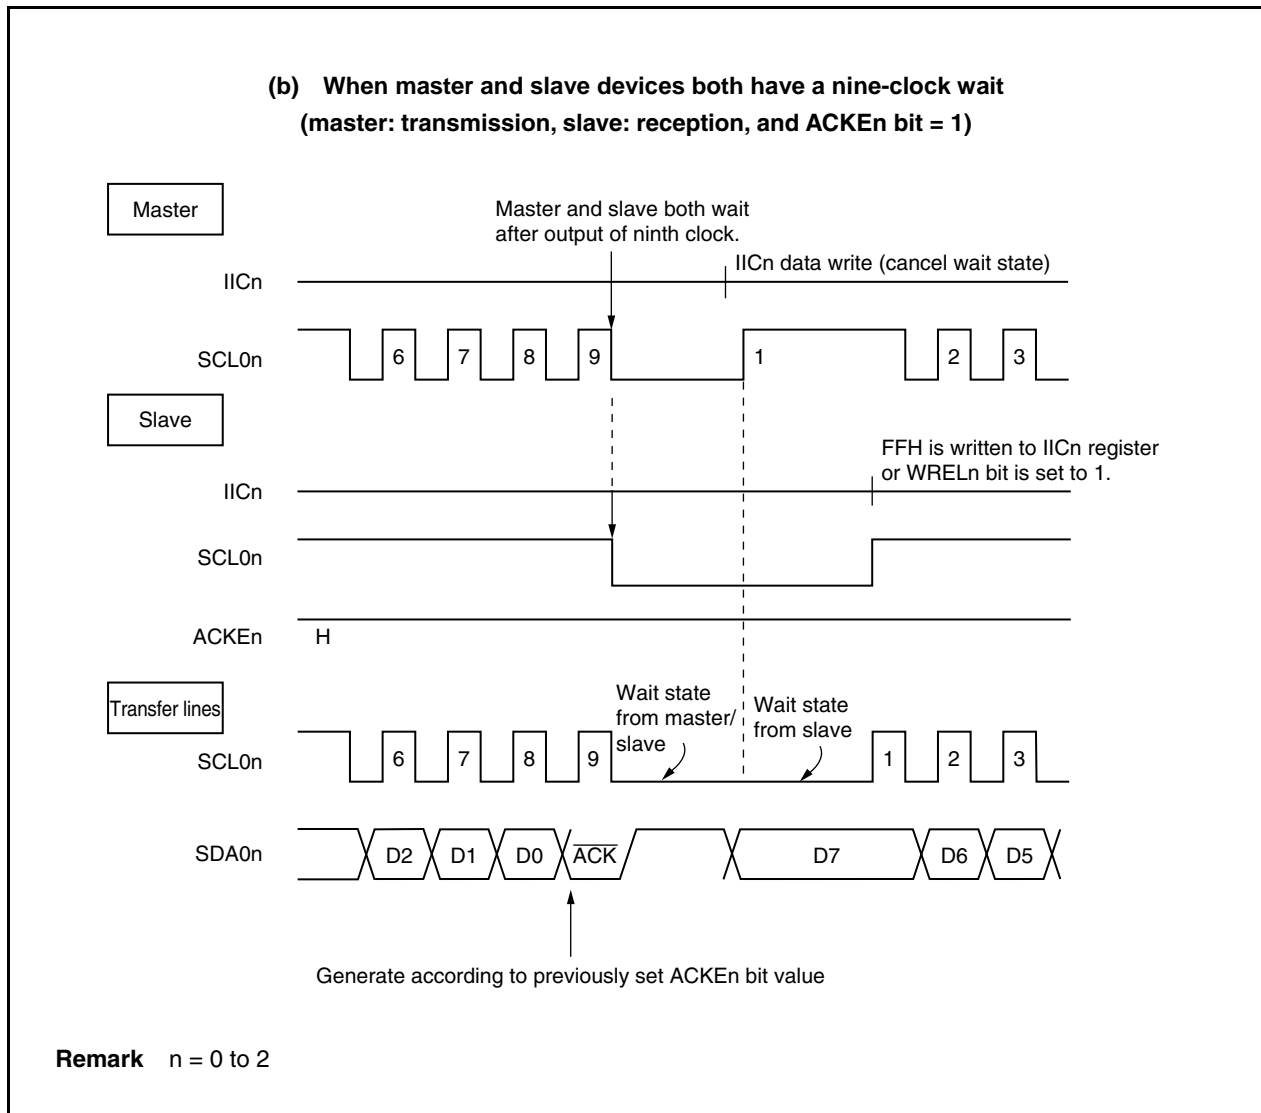 (b) When master and slave devices both have a nine-clock wait
(master: transmission, slave: reception, and ACKEn bit = 1)
Master
Master and slave both wait
after output of ninth clock.
IICn data write (cancel wait state)
IICn
SCL0n
6 7 8 9 1 2 3
Slave
FFH is written to IICn register
or WRELn bit is set to 1.
IICn
SCL0n
ACKEn H
Transfer lines
Wait state
from master/
slave
Wait state
from slave
SCL0n
6 7 8 9 1 2 3
SDA0n
D2 D1 D0 ACK D7 D6 D5
Generate according to previously set ACKEn bit value
Remark n = 0 to 2